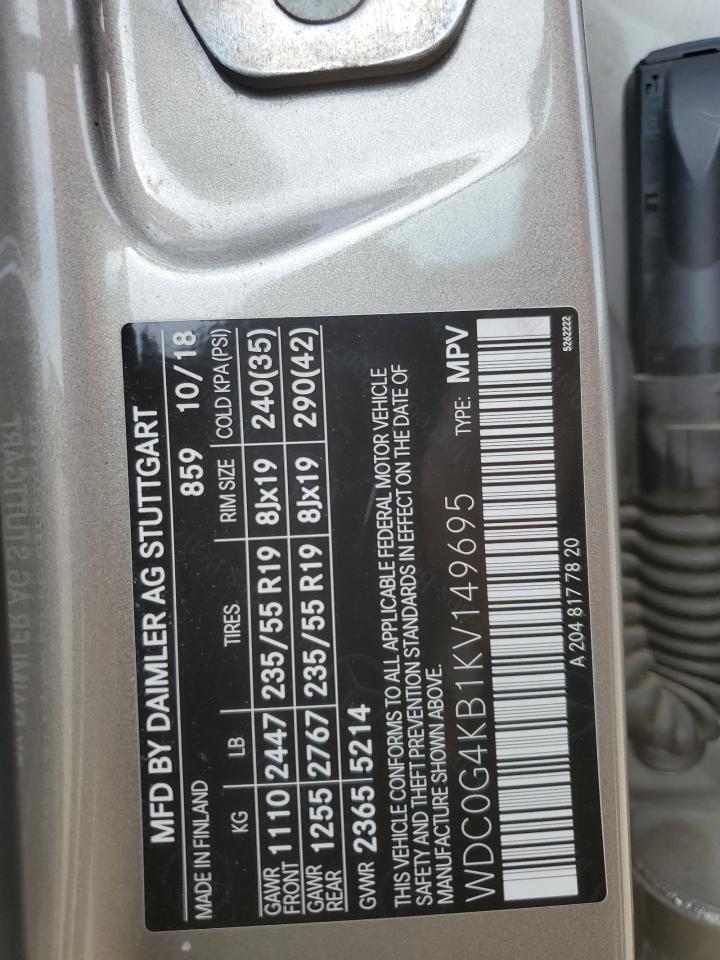 MFD BY DAIMLER AG STUTTGART
MADE IN FINLAND 859 10/18
KG LB TIRES RIM SIZE COLD KPA (PSI)
GAWR FRONT 1110 2447 235/55 R19 8Jx19 240(35)
GAWR REAR 1255 2767 235/55 R19 8Jx19 290(42)
GVWR 2365 5214
THIS VEHICLE CONFORMS TO ALL APPLICABLE FEDERAL MOTOR VEHICLE
SAFETY AND THEFT PREVENTION STANDARDS IN EFFECT ON THE DATE OF
MANUFACTURE SHOWN ABOVE.
WDC0G4KB1KV149695 TYPE: MPV
A 204 817 78 20 5262222